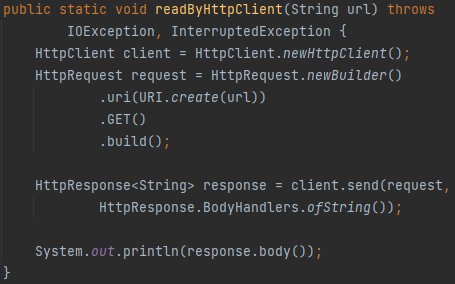 public static void readByHttpClient(String url) throws
        IOException, InterruptedException {
    HttpClient client = HttpClient.newHttpClient();
    HttpRequest request = HttpRequest.newBuilder()
            .uri(URI.create(url))
            .GET()
            .build();

    HttpResponse<String> response = client.send(request,
            HttpResponse.BodyHandlers.ofString());

    System.out.println(response.body());
}